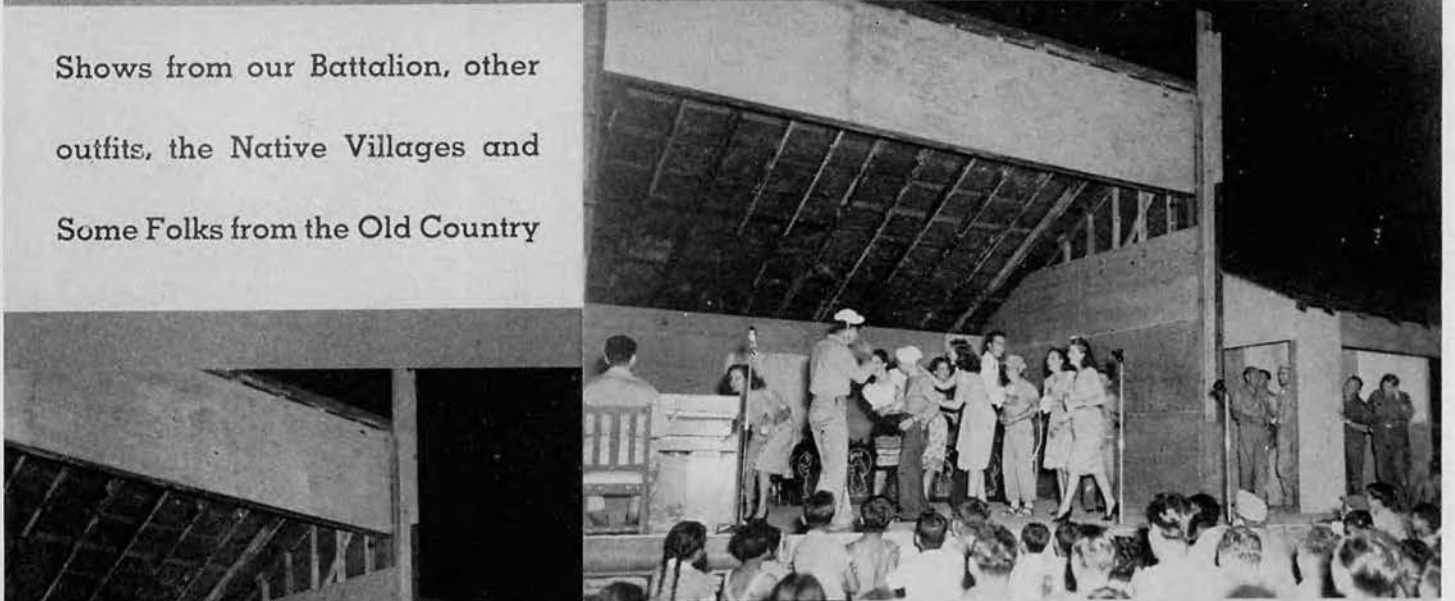 Shows from our Battalion, other
outfits, the Native Villages and
Some Folks from the Old Country